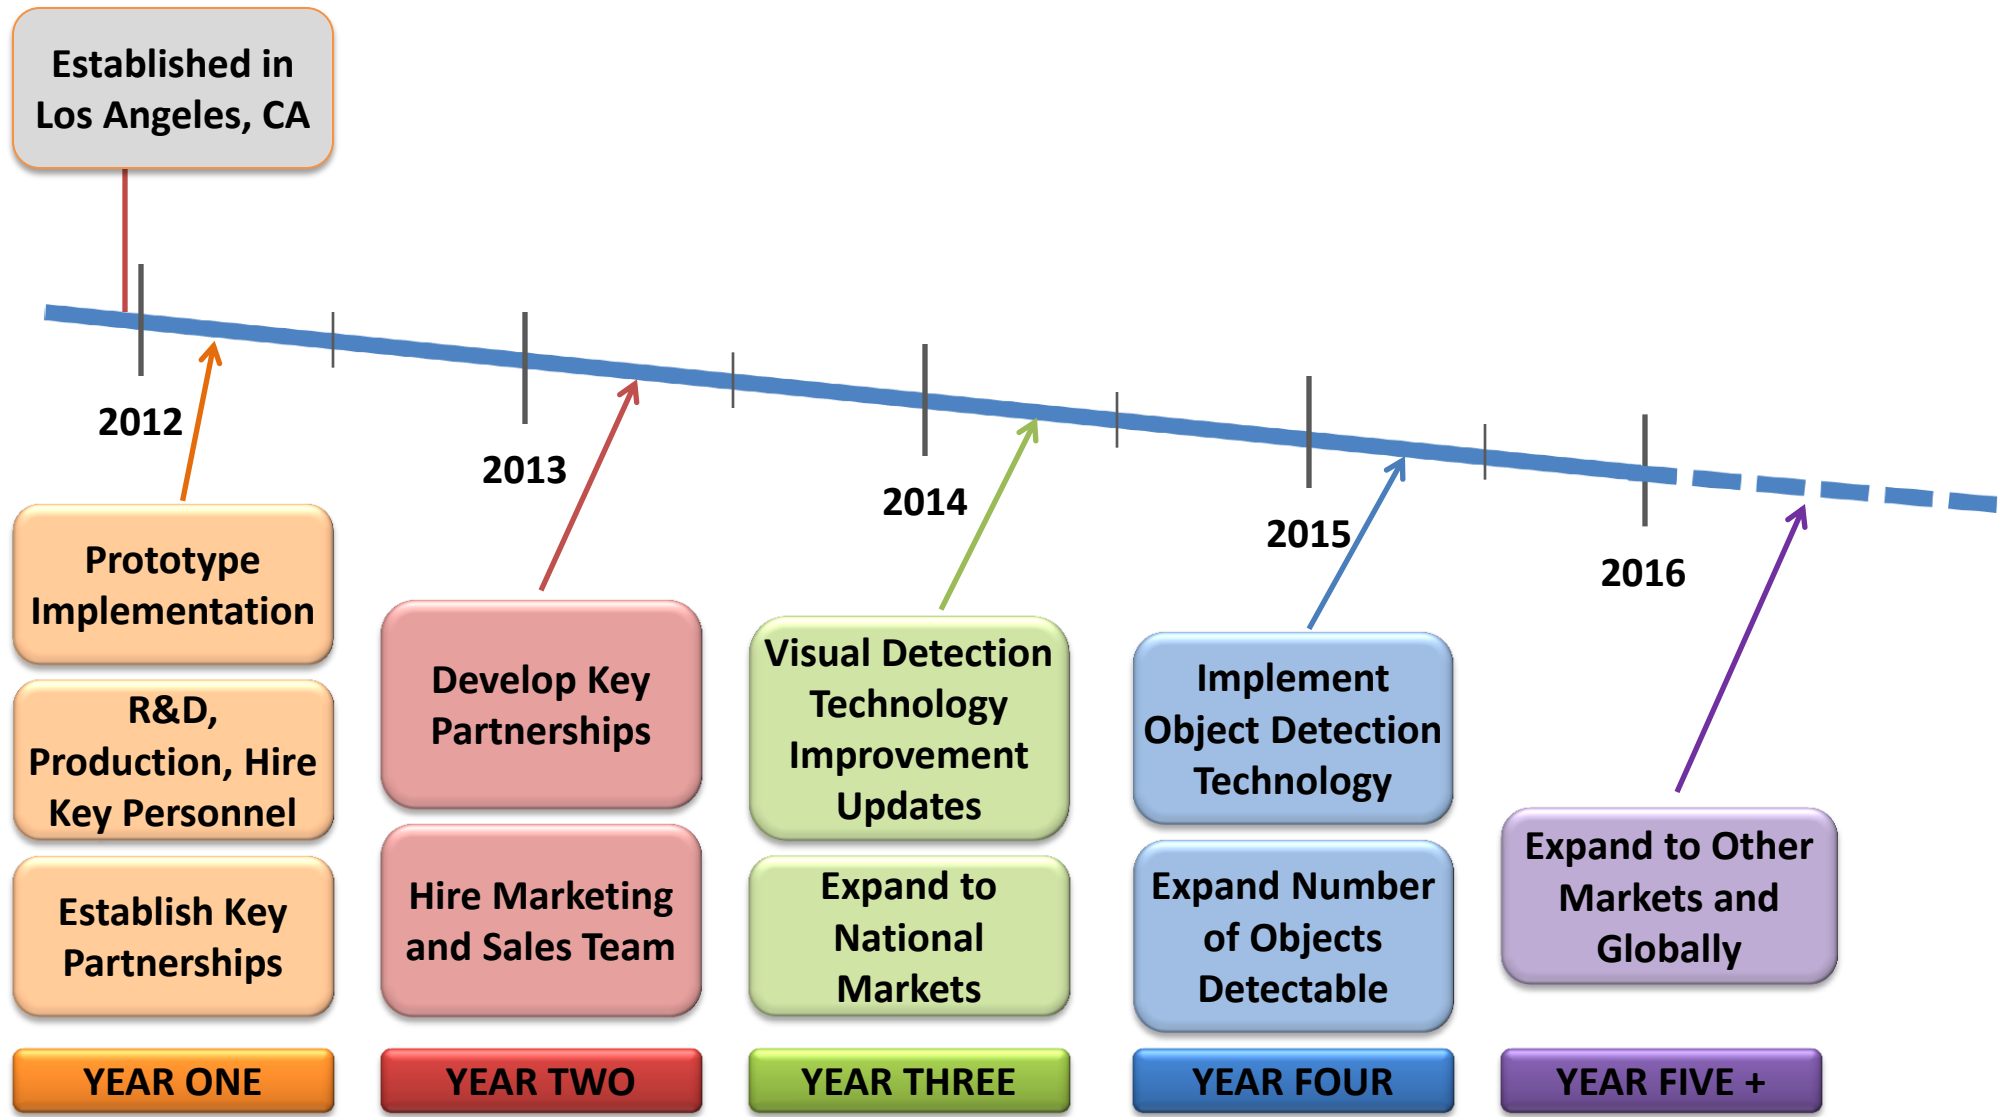 Established in
Los Angeles, CA
2012
2013
2014
2015
2016
Prototype
Implementation
R&D,
Production, Hire
Key Personnel
Establish Key
Partnerships
YEAR ONE
Develop Key
Partnerships
Hire Marketing
and Sales Team
YEAR TWO
Visual Detection
Technology
Improvement
Updates
Expand to
National
Markets
YEAR THREE
Implement
Object Detection
Technology
Expand Number
of Objects
Detectable
YEAR FOUR
Expand to Other
Markets and
Globally
YEAR FIVE +